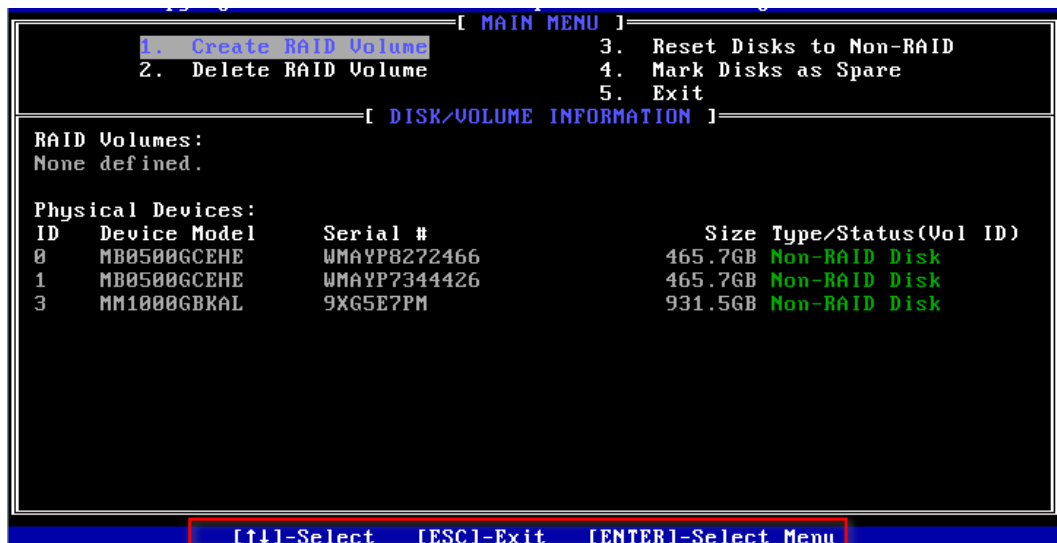 [ MAIN MENU ]
1. Create RAID Volume 3. Reset Disks to Non-RAID
2. Delete RAID Volume 4. Mark Disks as Spare
5. Exit
[ DISK/VOLUME INFORMATION ]
RAID Volumes:
None defined.
Physical Devices:
ID Device Model Serial # Size Type/Status(Vol ID)
0 MB0500GCEHE WMAYP8272466 465.7GB Non-RAID Disk
1 MB0500GCEHE WMAYP7344426 465.7GB Non-RAID Disk
3 MM1000GBKAL 9XG5E7PM 931.5GB Non-RAID Disk
[↑↓]-Select [ESC]-Exit [ENTER]-Select Menu